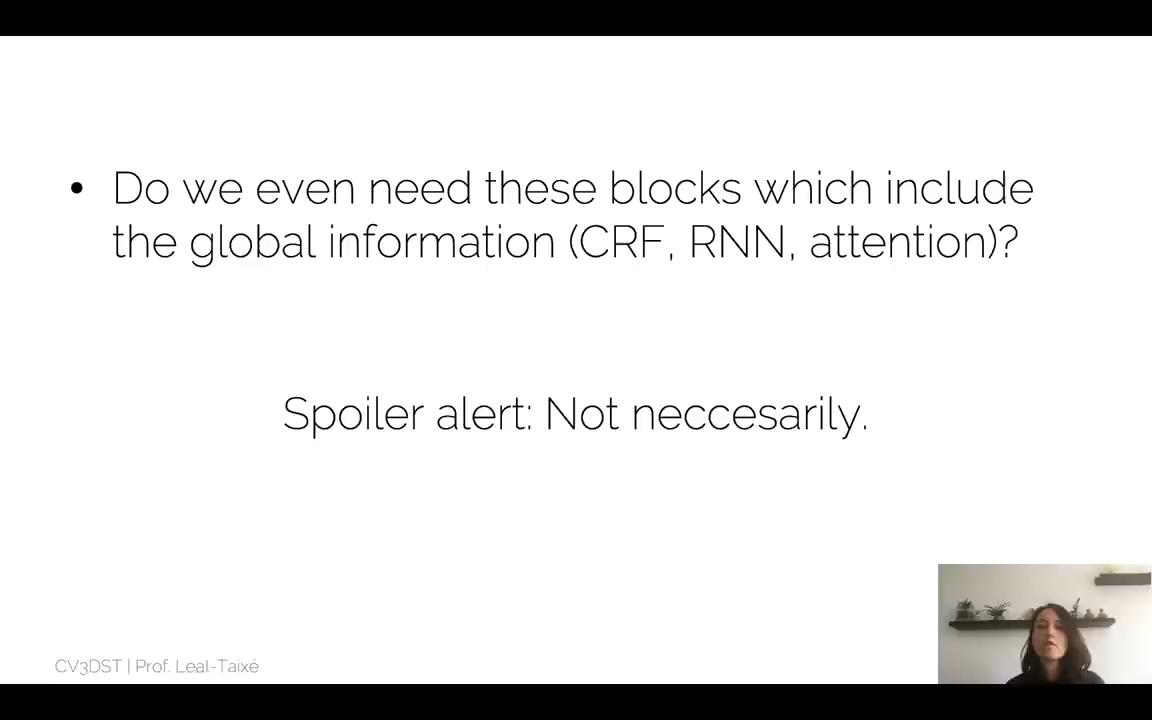 • Do we even need these blocks which include
the global information (CRF, RNN, attention)?
Spoiler alert: Not neccesarily.
CV3DST | Prof. Leal-Taixé